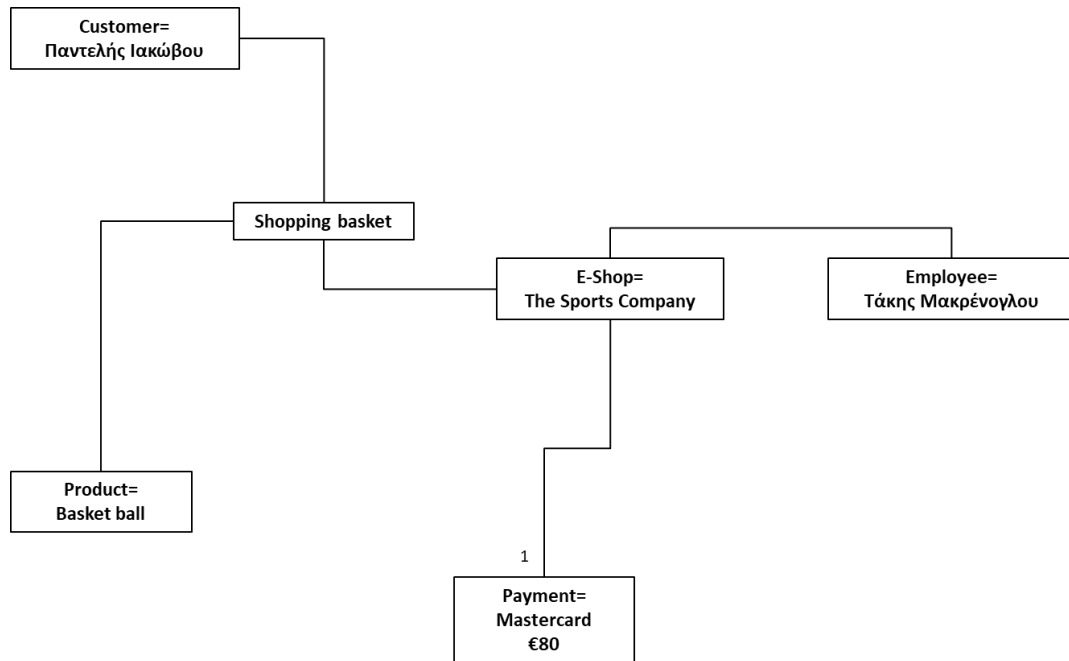 Customer=
Παντελής Ιακώβου
Shopping basket
E-Shop=
The Sports Company
Employee=
Τάκης Μακρένογλου
Product=
Basket ball
1
Payment=
Mastercard
€80